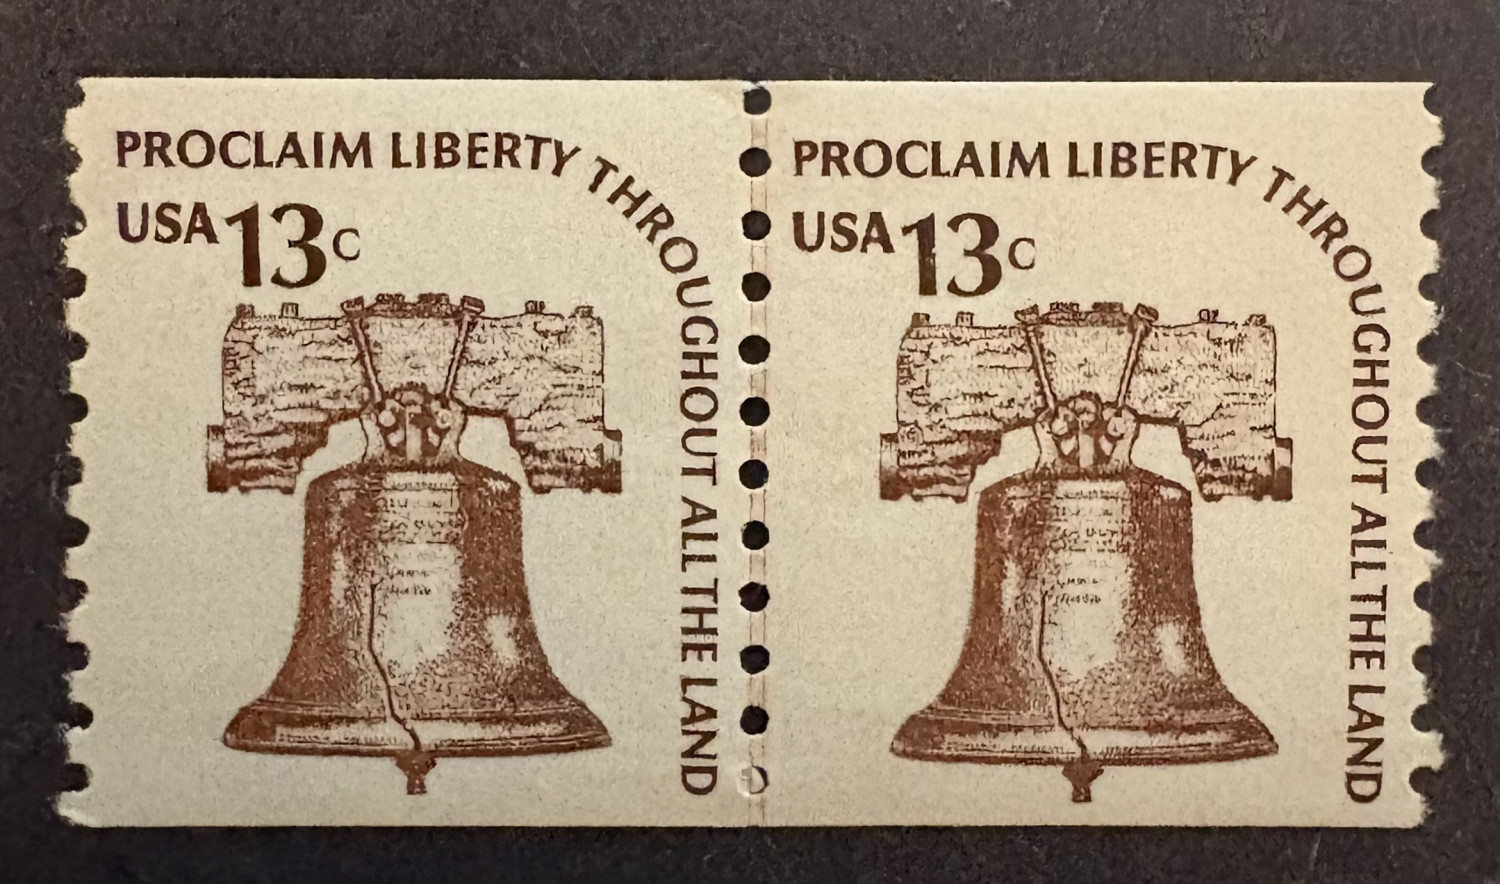 PROCLAIM LIBERTY THROUGHOUT ALL THE LAND
USA 13c
PROCLAIM LIBERTY THROUGHOUT ALL THE LAND
USA 13c